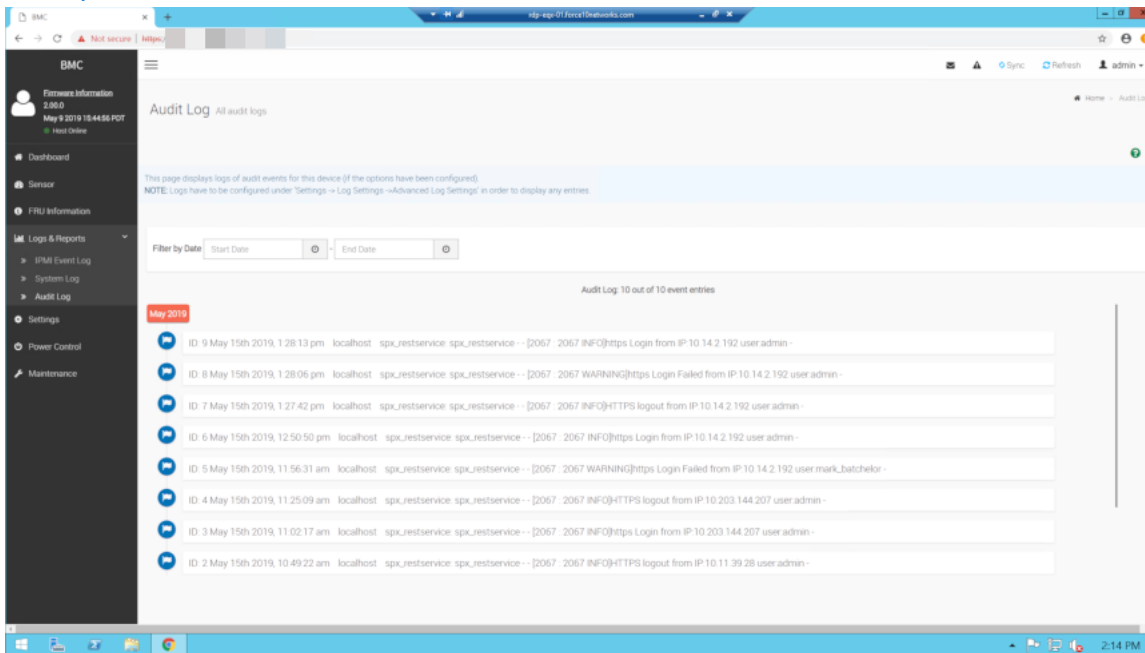 BMC
rdp-eqx-01.force10networks.com
Not secure | https:/
BMC
Sync Refresh admin
Firmware Information
2.00.0
May 9 2019 15:44:56 PDT
Host Online
Audit Log All audit logs
Home > Audit Lo
Dashboard
Sensor
FRU Information
Logs & Reports
IPMI Event Log
System Log
Audit Log
Settings
Power Control
Maintenance
This page displays logs of audit events for this device (if the options have been configured).
NOTE: Logs have to be configured under 'Settings -> Log Settings ->Advanced Log Settings' in order to display any entries.
Filter by Date Start Date - End Date
Audit Log: 10 out of 10 event entries
May 2019
ID: 9 May 15th 2019, 1:28:13 pm localhost spx_restservice: spx_restservice - - [2067 : 2067 INFO]https Login from IP:10.14.2.192 user:admin -
ID: 8 May 15th 2019, 1:28:06 pm localhost spx_restservice: spx_restservice - - [2067 : 2067 WARNING]https Login Failed from IP:10.14.2.192 user:admin -
ID: 7 May 15th 2019, 1:27:42 pm localhost spx_restservice: spx_restservice - - [2067 : 2067 INFO]HTTPS logout from IP:10.14.2.192 user:admin -
ID: 6 May 15th 2019, 12:50:50 pm localhost spx_restservice: spx_restservice - - [2067 : 2067 INFO]https Login from IP:10.14.2.192 user:admin -
ID: 5 May 15th 2019, 11:56:31 am localhost spx_restservice: spx_restservice - - [2067 : 2067 WARNING]https Login Failed from IP:10.14.2.192 user:mark_batchelor -
ID: 4 May 15th 2019, 11:25:09 am localhost spx_restservice: spx_restservice - - [2067 : 2067 INFO]HTTPS logout from IP:10.203.144.207 user:admin -
ID: 3 May 15th 2019, 11:02:17 am localhost spx_restservice: spx_restservice - - [2067 : 2067 INFO]https Login from IP:10.203.144.207 user:admin -
ID: 2 May 15th 2019, 10:49:22 am localhost spx_restservice: spx_restservice - - [2067 : 2067 INFO]HTTPS logout from IP:10.11.39.28 user:admin -
2:14 PM